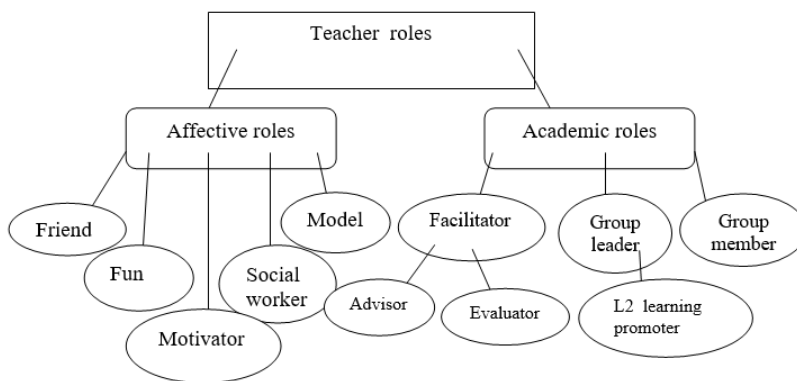 Teacher roles
Affective roles
Academic roles
Friend
Fun
Motivator
Social
worker
Model
Facilitator
Advisor
Evaluator
Group
leader
L2 learning
promoter
Group
member